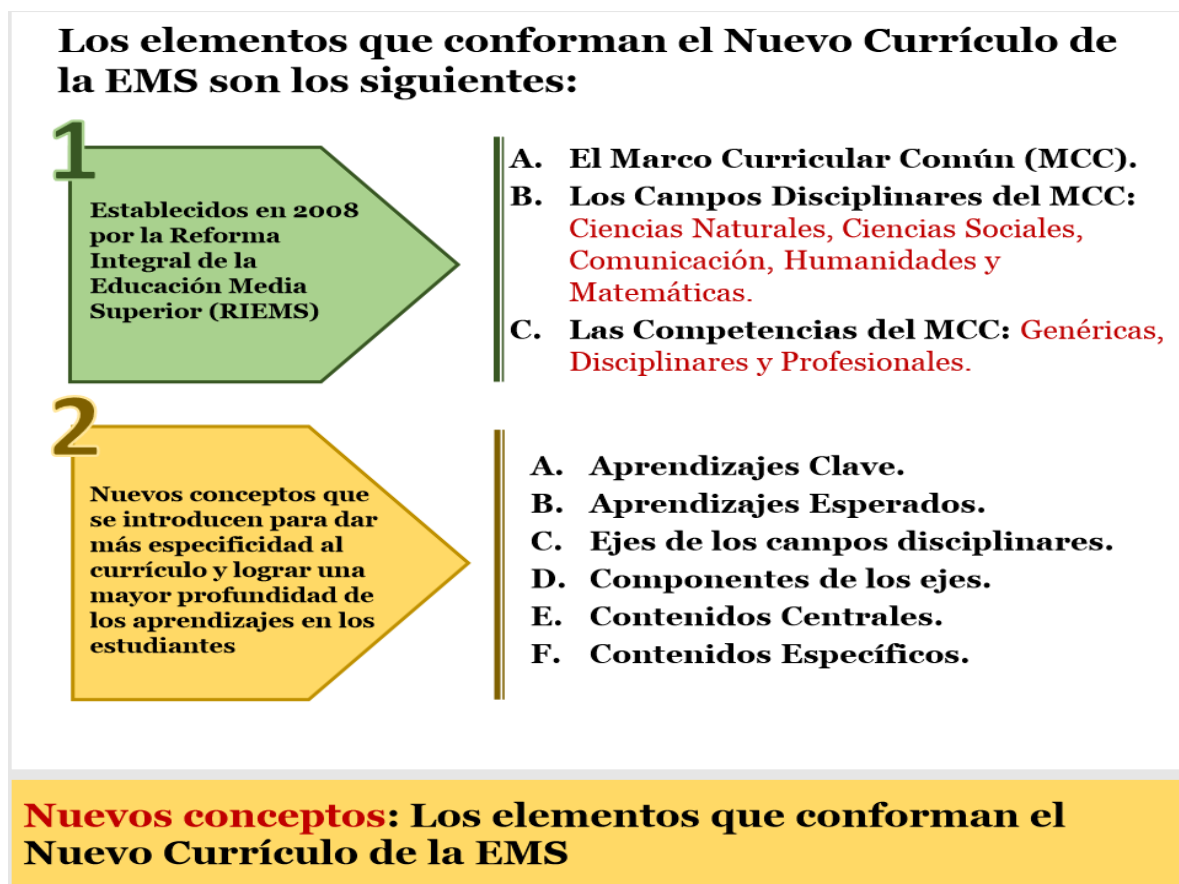 Los elementos que conforman el Nuevo Currículo de
la EMS son los siguientes:
1
Establecidos en 2008
por la Reforma
Integral de la
Educación Media
Superior (RIEMS)
A. El Marco Curricular Común (MCC).
B. Los Campos Disciplinares del MCC:
Ciencias Naturales, Ciencias Sociales,
Comunicación, Humanidades y
Matemáticas.
C. Las Competencias del MCC: Genéricas,
Disciplinares y Profesionales.
2
Nuevos conceptos que
se introducen para dar
más especificidad al
currículo y lograr una
mayor profundidad de
los aprendizajes en los
estudiantes
A. Aprendizajes Clave.
B. Aprendizajes Esperados.
C. Ejes de los campos disciplinares.
D. Componentes de los ejes.
E. Contenidos Centrales.
F. Contenidos Específicos.
Nuevos conceptos: Los elementos que conforman el
Nuevo Currículo de la EMS